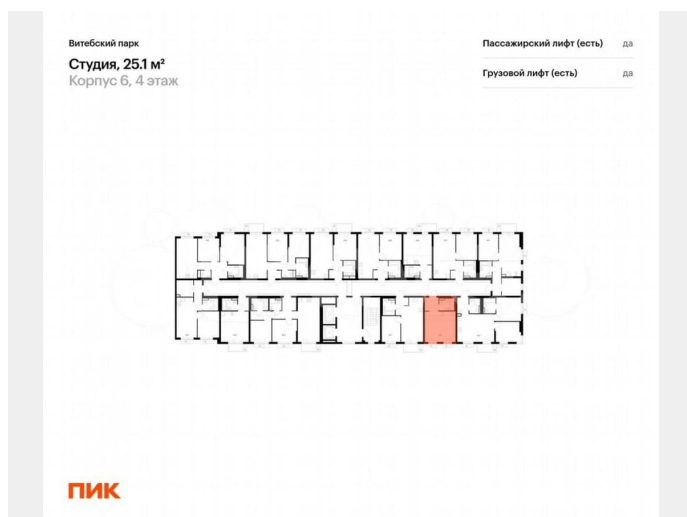 Витебский парк
Студия, 25.1 м²
Корпус 6, 4 этаж
Пассажирский лифт (есть) да
Грузовой лифт (есть) да
ПИК